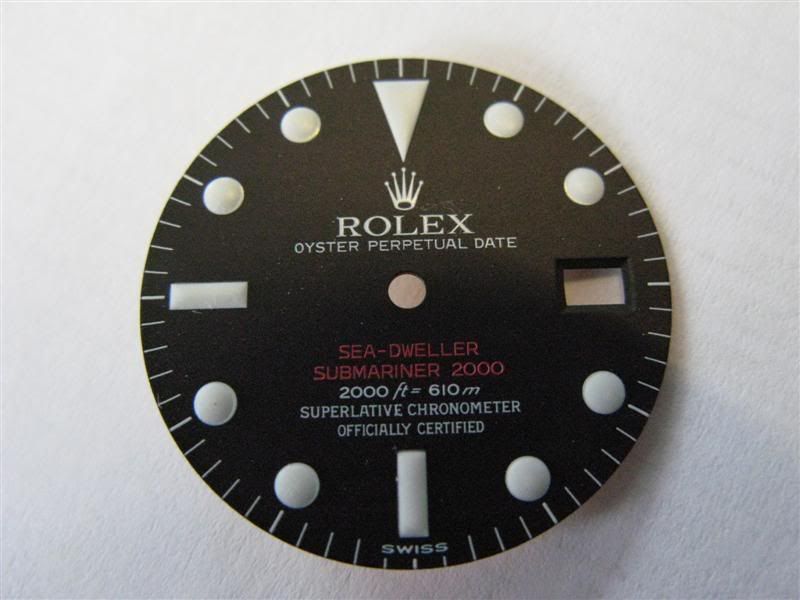 ROLEX
OYSTER PERPETUAL DATE
SEA-DWELLER
SUBMARINER 2000
2000 ft = 610 m
SUPERLATIVE CHRONOMETER
OFFICIALLY CERTIFIED
SWISS